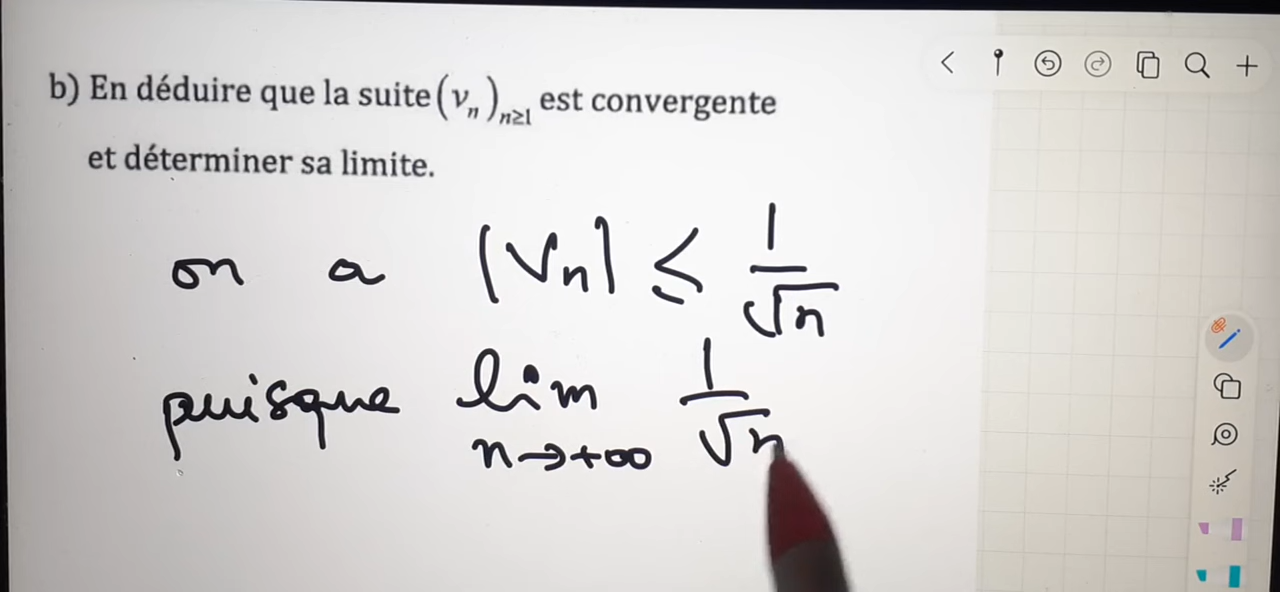 b) En déduire que la suite (vₙ)ₙ≥₁ est convergente
et déterminer sa limite.
on a |Vₙ| ≤ 1/√n
puisque lim n→+∞ 1/√n